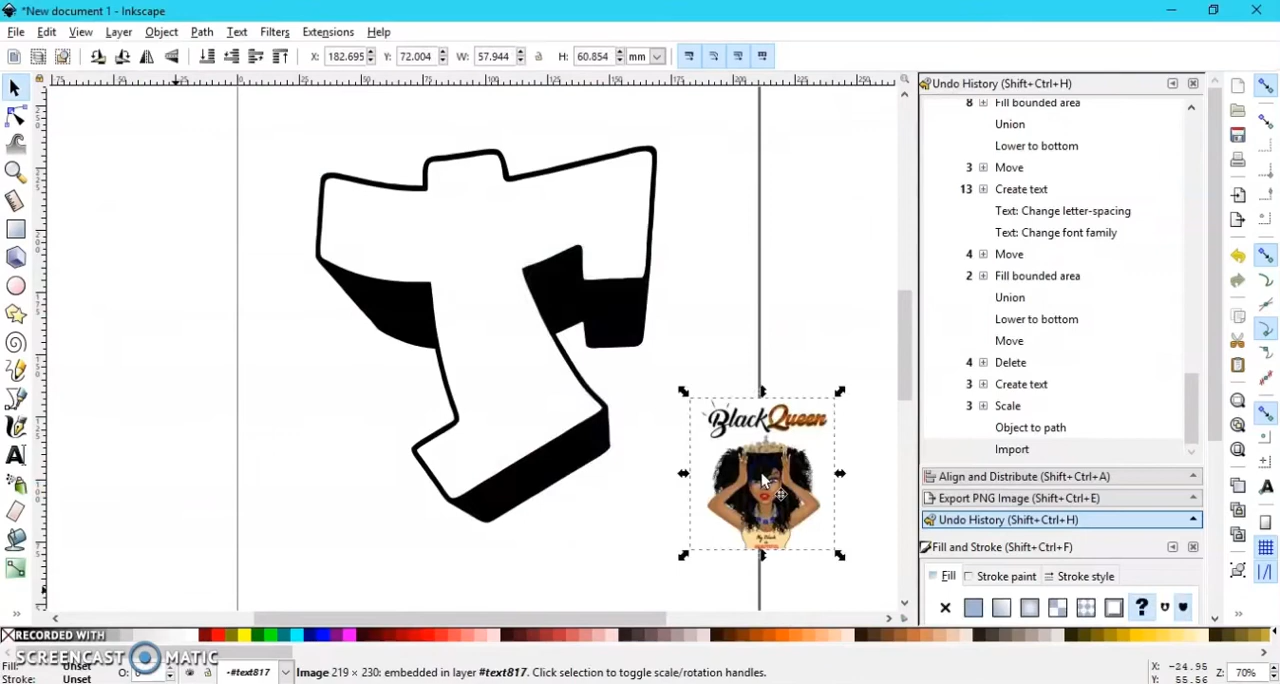 *New document 1 - Inkscape
File Edit View Layer Object Path Text Filters Extensions Help
X: 182.695 Y: 72.004 W: 57.944 H: 60.854 mm
Undo History (Shift+Ctrl+H)
8 Fill bounded area
Union
Lower to bottom
3 Move
13 Create text
Text: Change letter-spacing
Text: Change font family
4 Move
2 Fill bounded area
Union
Lower to bottom
Move
4 Delete
3 Create text
3 Scale
Object to path
Import
T
BlackQueen
My Black
Align and Distribute (Shift+Ctrl+A)
Export PNG Image (Shift+Ctrl+E)
Undo History (Shift+Ctrl+H)
Fill and Stroke (Shift+Ctrl+F)
Fill Stroke paint Stroke style
RECORDED WITH
SCREENCAST MATIC
Fill: Unset
Stroke: Unset
O:
#text817
Image 219 × 230: embedded in layer #text817. Click selection to toggle scale/rotation handles.
X: -24.95
Y: 55.56
Z: 70%